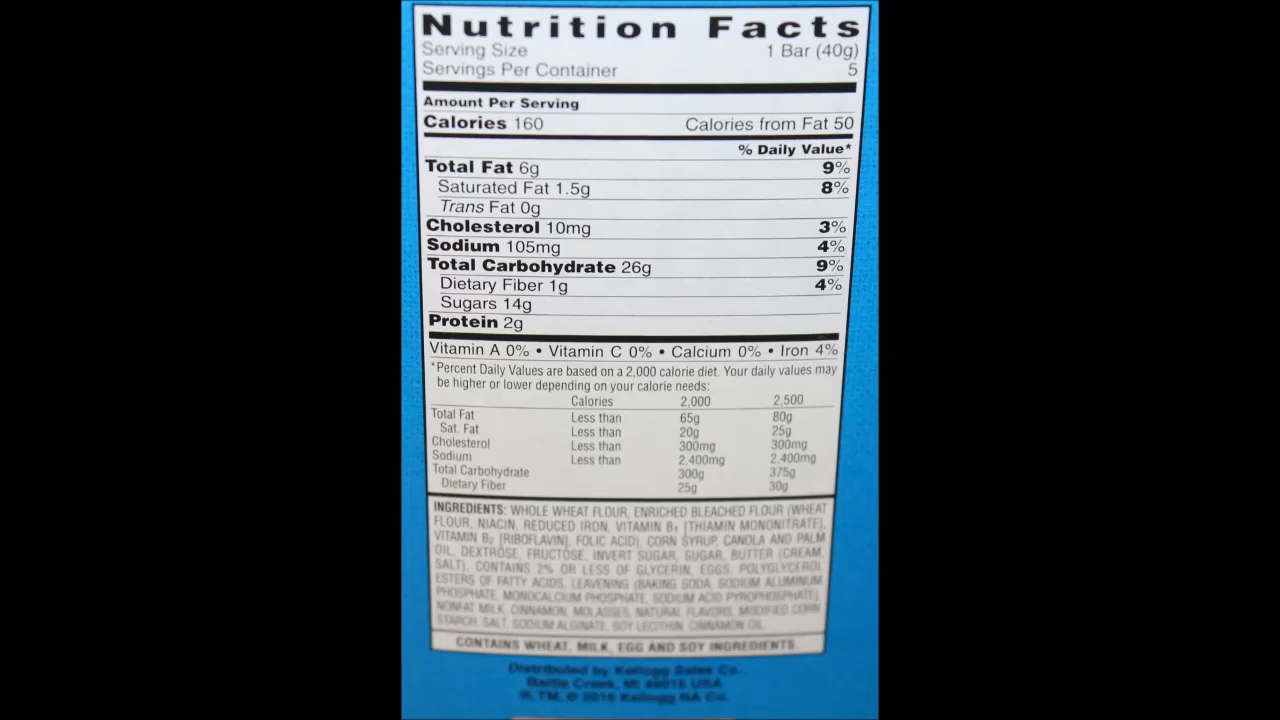 Nutrition Facts
Serving Size 1 Bar (40g)
Servings Per Container 5
Amount Per Serving
Calories 160 Calories from Fat 50
% Daily Value*
Total Fat 6g 9%
Saturated Fat 1.5g 8%
Trans Fat 0g
Cholesterol 10mg 3%
Sodium 105mg 4%
Total Carbohydrate 26g 9%
Dietary Fiber 1g 4%
Sugars 14g
Protein 2g
Vitamin A 0% • Vitamin C 0% • Calcium 0% • Iron 4%
*Percent Daily Values are based on a 2,000 calorie diet. Your daily values may
be higher or lower depending on your calorie needs:
Calories 2,000 2,500
Total Fat Less than 65g 80g
Sat. Fat Less than 20g 25g
Cholesterol Less than 300mg 300mg
Sodium Less than 2,400mg 2,400mg
Total Carbohydrate 300g 375g
Dietary Fiber 25g 30g
INGREDIENTS: WHOLE WHEAT FLOUR, ENRICHED BLEACHED FLOUR (WHEAT
FLOUR, NIACIN, REDUCED IRON, VITAMIN B1 [THIAMIN MONONITRATE],
VITAMIN B2 [RIBOFLAVIN], FOLIC ACID), CORN SYRUP, CANOLA AND PALM
OIL, DEXTROSE, FRUCTOSE, INVERT SUGAR, SUGAR, BUTTER (CREAM,
SALT), CONTAINS 2% OR LESS OF GLYCERIN, EGGS, POLYGLYCEROL
ESTERS OF FATTY ACIDS, LEAVENING (BAKING SODA, SODIUM ALUMINUM
PHOSPHATE, MONOCALCIUM PHOSPHATE, SODIUM ACID PYROPHOSPHATE),
NONFAT MILK, CINNAMON, MOLASSES, NATURAL FLAVORS, MODIFIED CORN
STARCH, SALT, SODIUM ALGINATE, SOY LECITHIN, CINNAMON OIL.
CONTAINS WHEAT, MILK, EGG AND SOY INGREDIENTS.
Distributed by Kellogg Sales Co.
Battle Creek, MI 49016 USA
®, TM, © 2016 Kellogg NA Co.